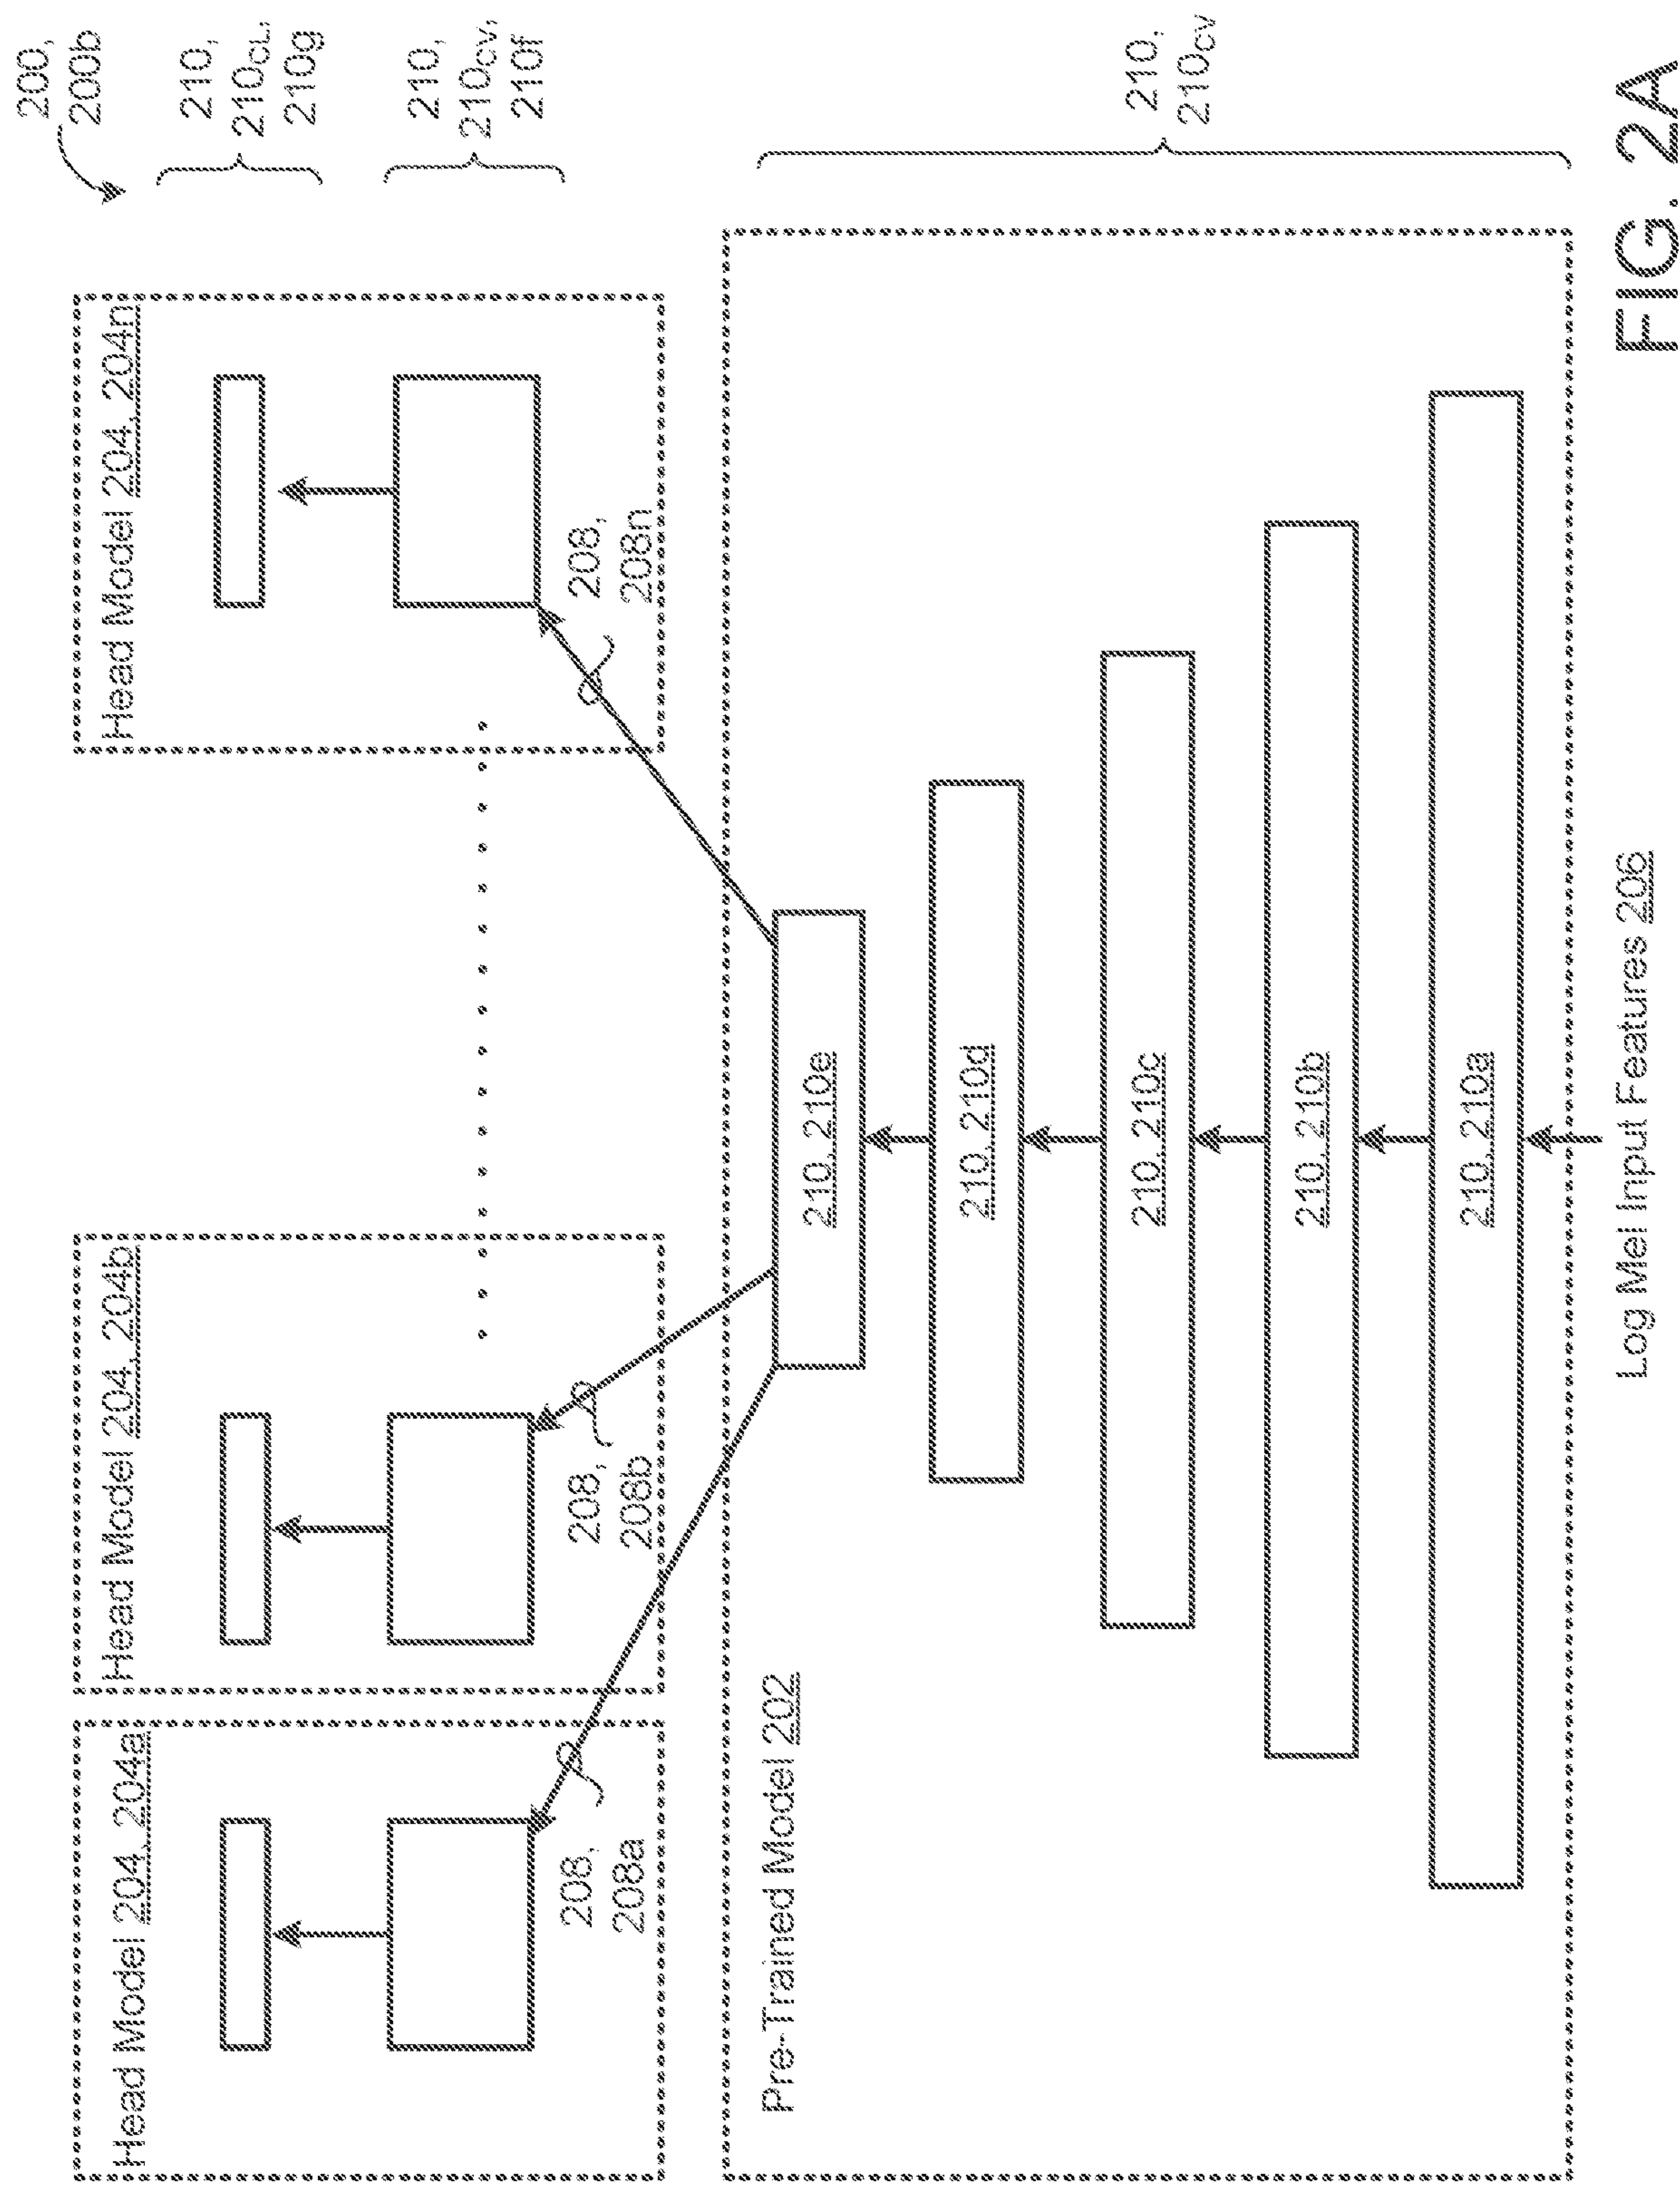 200,
200b
Head Model 204, 204a
Head Model 204, 204b
Head Model 204, 204n
210,
210CL,
210g
210,
210CV,
210f
208,
208a
208,
208b
208,
208n
Pre-Trained Model 202
210, 210e
210, 210d
210, 210c
210, 210b
210, 210a
210,
210CV
Log Mel Input Features 206
FIG. 2A